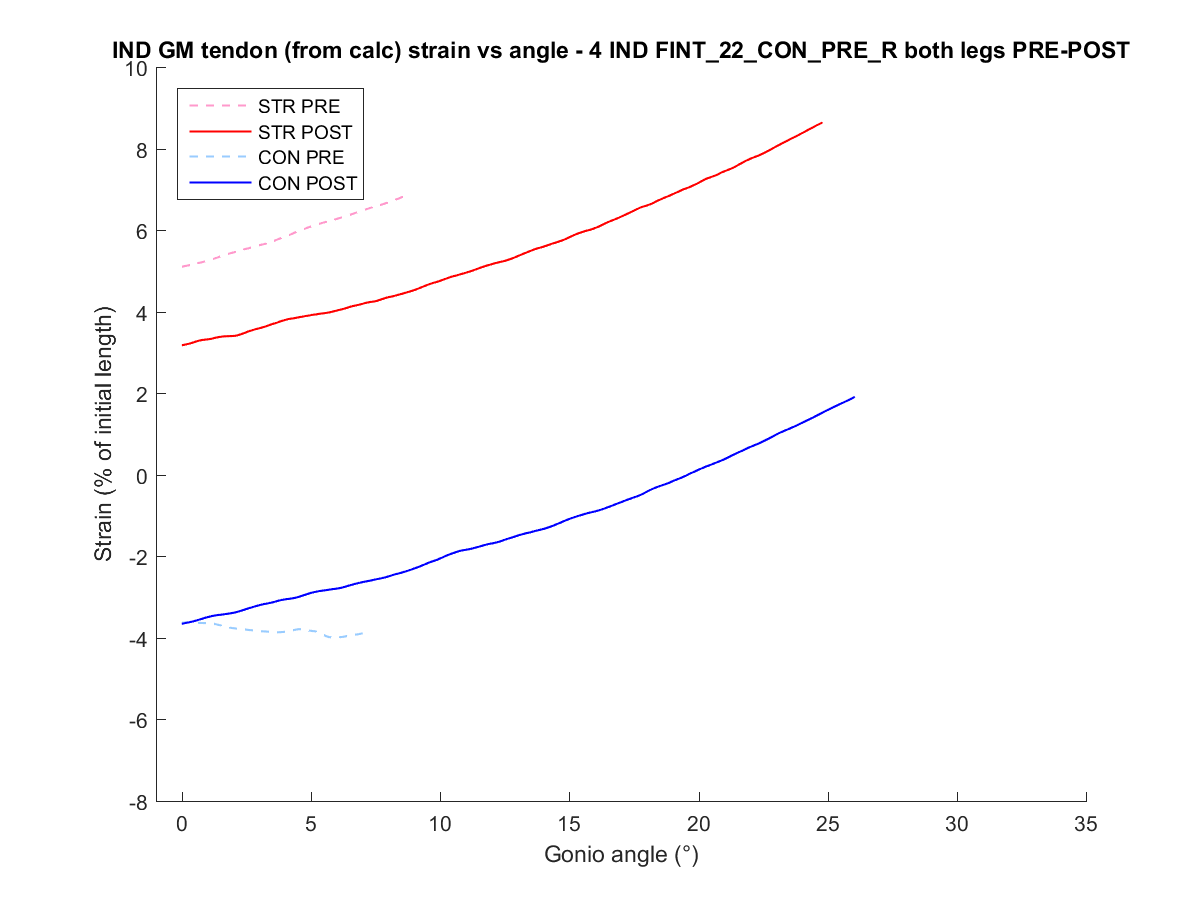 IND GM tendon (from calc) strain vs angle - 4 IND FINT_22_CON_PRE_R both legs PRE-POST
10
8
6
4
2
0
-2
-4
-6
-8
STR PRE
STR POST
CON PRE
CON POST
Strain (% of initial length)
0 5 10 15 20 25 30 35
Gonio angle (°)